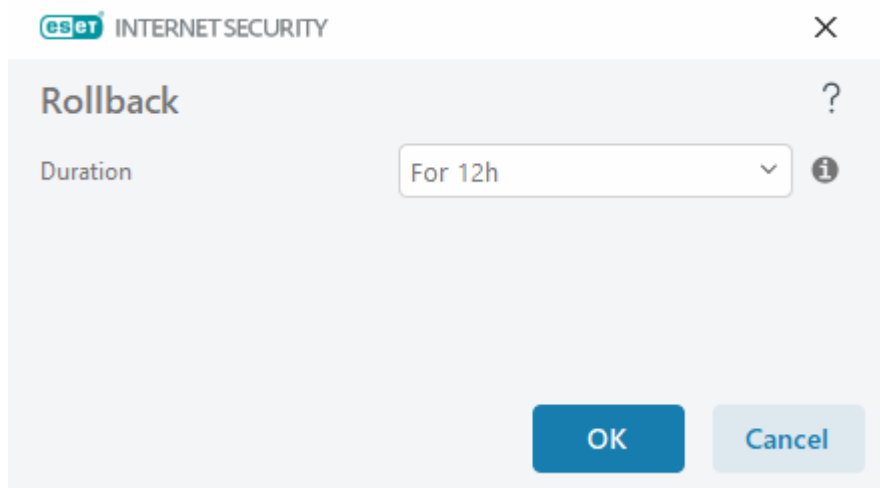 eseT INTERNET SECURITY
Rollback
?
Duration
For 12h
OK
Cancel